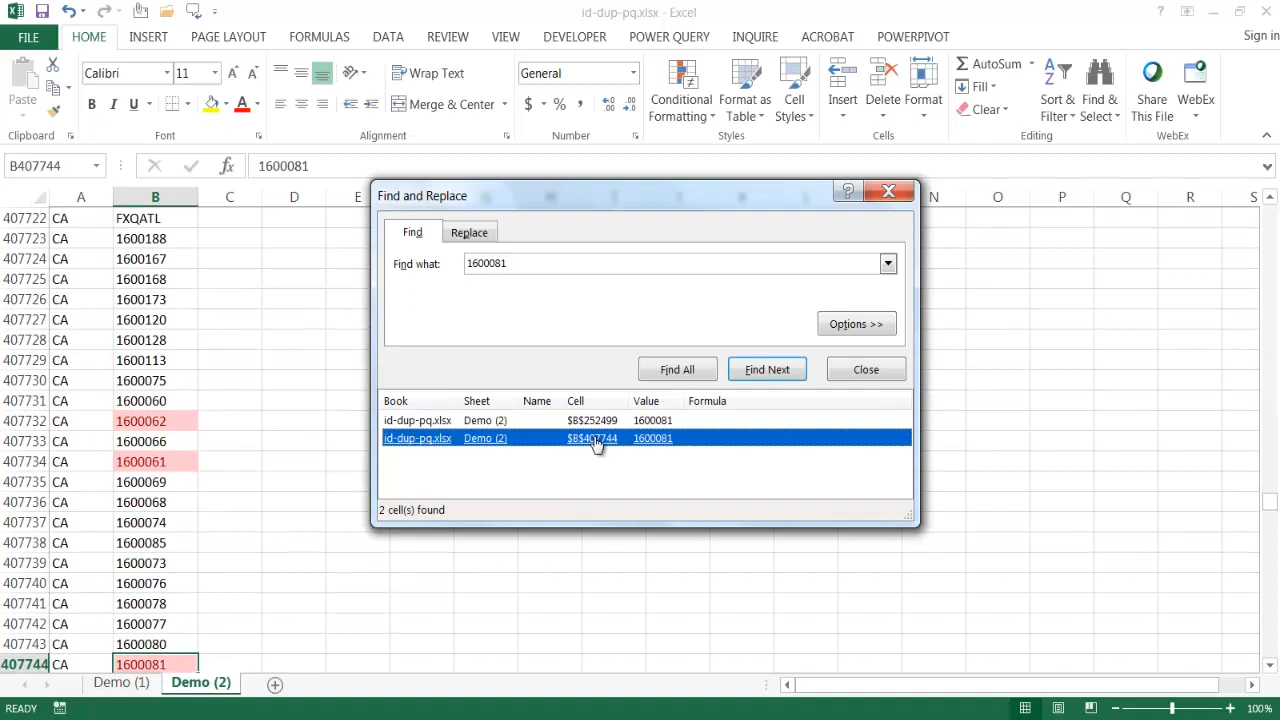 id-dup-pq.xlsx - Excel
Sign in
FILE HOME INSERT PAGE LAYOUT FORMULAS DATA REVIEW VIEW DEVELOPER POWER QUERY INQUIRE ACROBAT POWERPIVOT
Paste
Calibri 11
B I U
Wrap Text
Merge & Center
General
$ % ,
Conditional Formatting
Format as Table
Cell Styles
Insert Delete Format
AutoSum
Fill
Clear
Sort & Filter
Find & Select
Share This File
WebEx
Clipboard Font Alignment Number Styles Cells Editing WebEx
B407744 fx 1600081
A B C D E N O P Q R S
407722 CA FXQATL
407723 CA 1600188
407724 CA 1600167
407725 CA 1600168
407726 CA 1600173
407727 CA 1600120
407728 CA 1600128
407729 CA 1600113
407730 CA 1600075
407731 CA 1600060
407732 CA 1600062
407733 CA 1600066
407734 CA 1600061
407735 CA 1600069
407736 CA 1600068
407737 CA 1600074
407738 CA 1600085
407739 CA 1600073
407740 CA 1600076
407741 CA 1600078
407742 CA 1600077
407743 CA 1600080
407744 CA 1600081
Find and Replace
Find Replace
Find what: 1600081
Options >>
Find All Find Next Close
Book Sheet Name Cell Value Formula
id-dup-pq.xlsx Demo (2) $B$252499 1600081
id-dup-pq.xlsx Demo (2) $B$407744 1600081
2 cell(s) found
Demo (1) Demo (2)
READY
100%